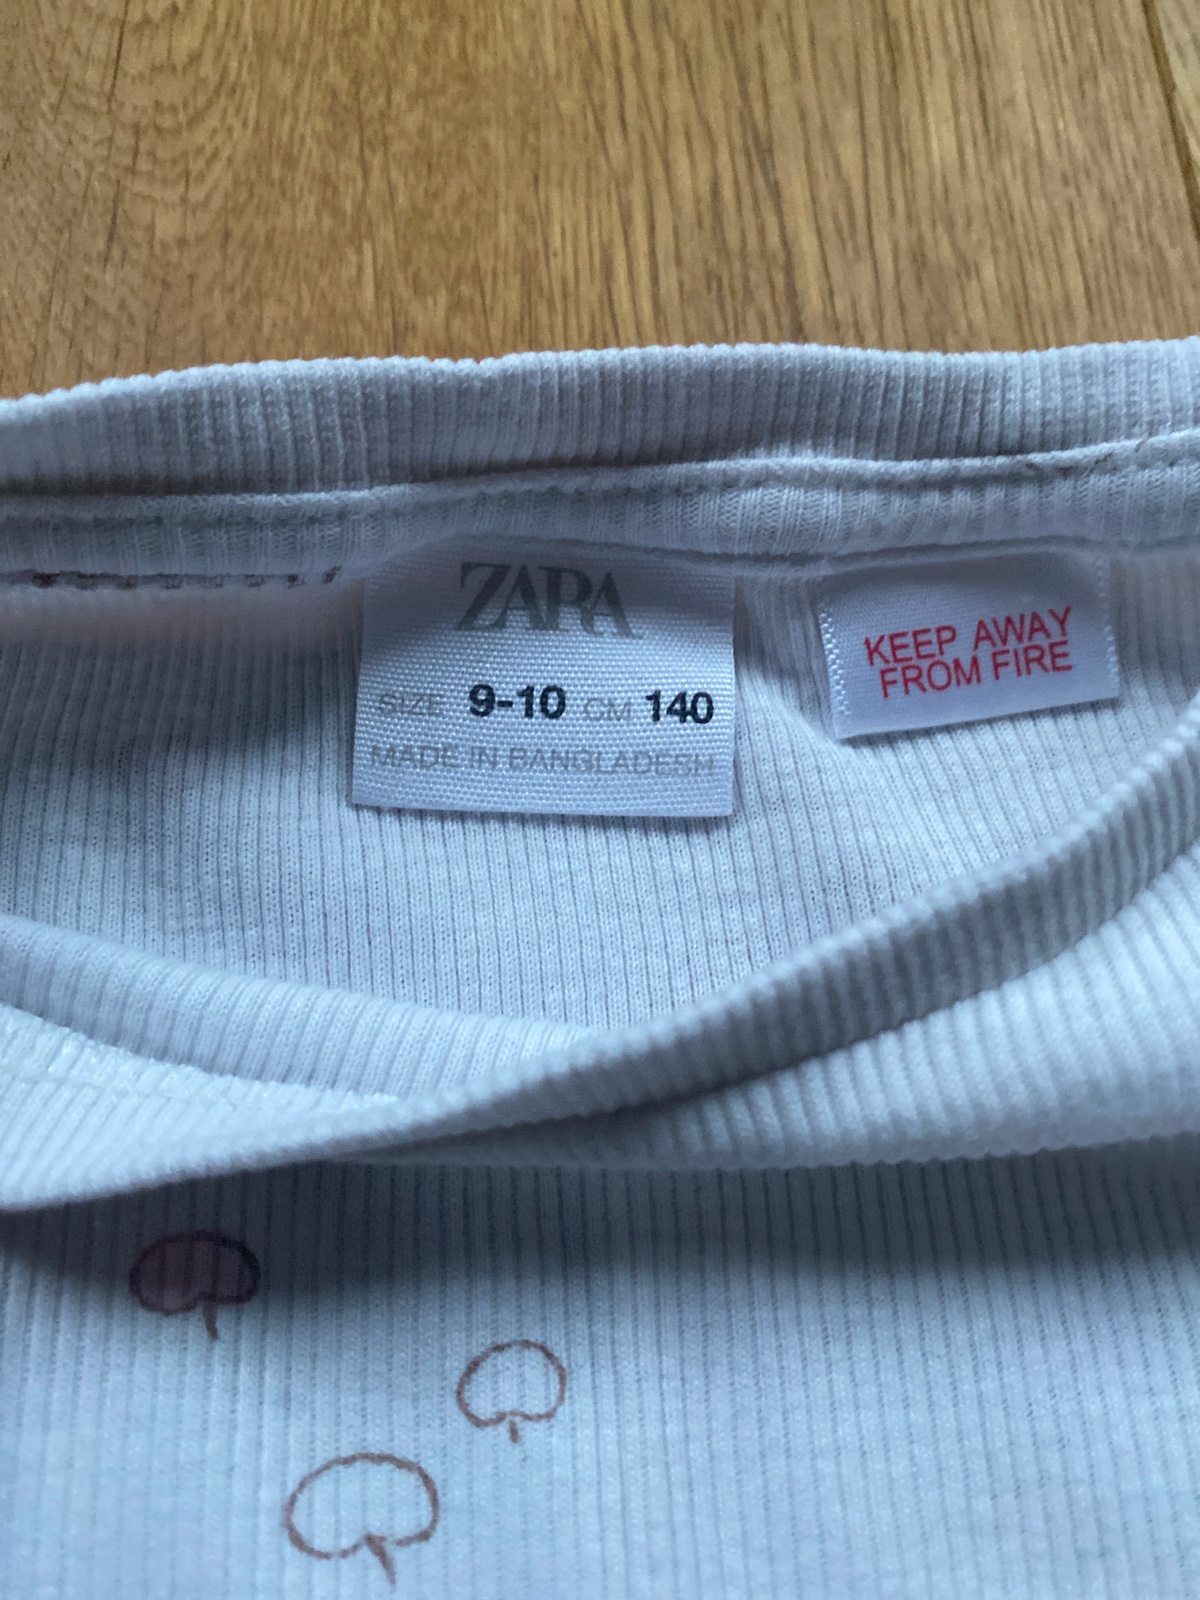 ZARA
SIZE 9-10 CM 140
MADE IN BANGLADESH
KEEP AWAY
FROM FIRE